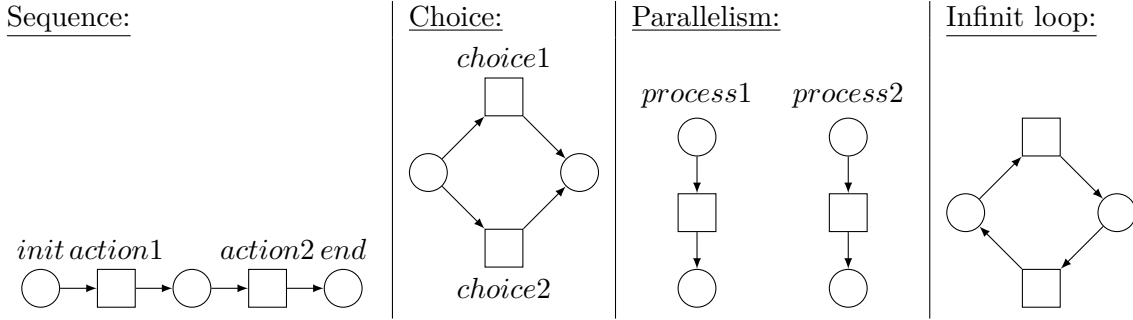 Sequence:
init action1 action2 end
Choice:
choice1
choice2
Parallelism:
process1 process2
Infinit loop: